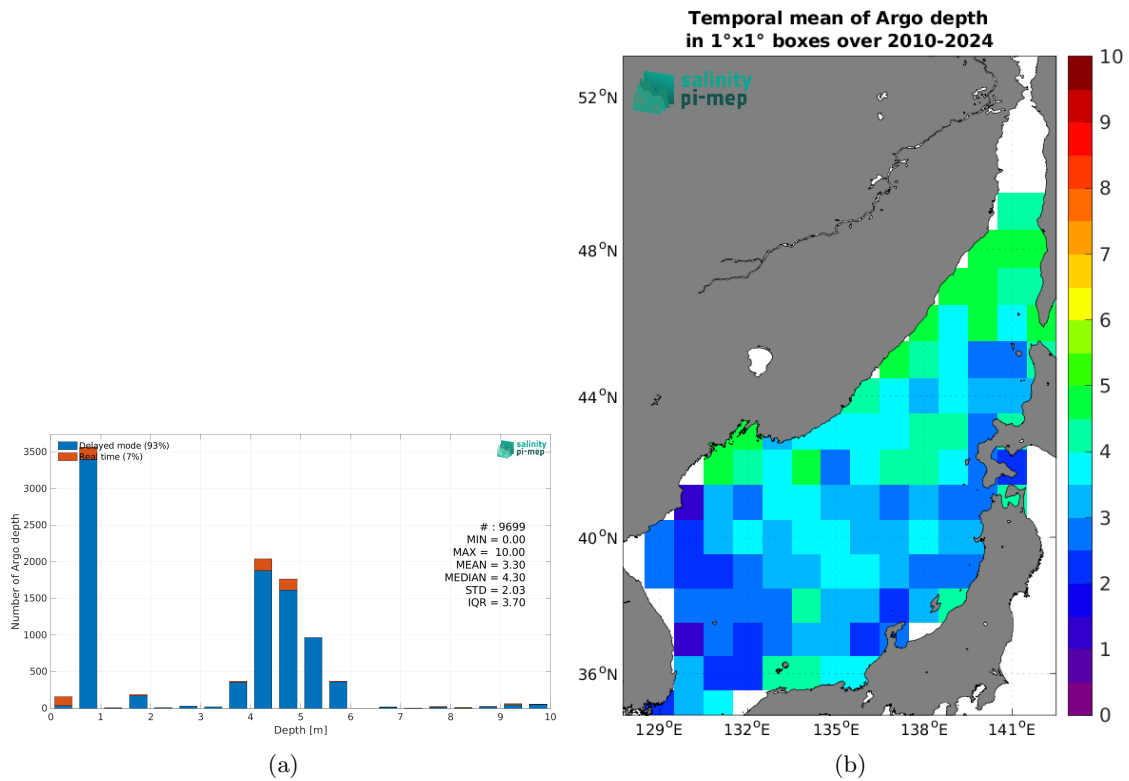 Delayed mode (93%)
Real time (7%)
salinity
pi-mep
# : 9699
MIN = 0.00
MAX = 10.00
MEAN = 3.30
MEDIAN = 4.30
STD = 2.03
IQR = 3.70
Number of Argo depth
3500
3000
2500
2000
1500
1000
500
0
0 1 2 3 4 5 6 7 8 9 10
Depth [m]
(a)
Temporal mean of Argo depth
in 1°x1° boxes over 2010-2024
salinity
pi-mep
52°N
48°N
44°N
40°N
36°N
129°E 132°E 135°E 138°E 141°E
10
9
8
7
6
5
4
3
2
1
0
(b)